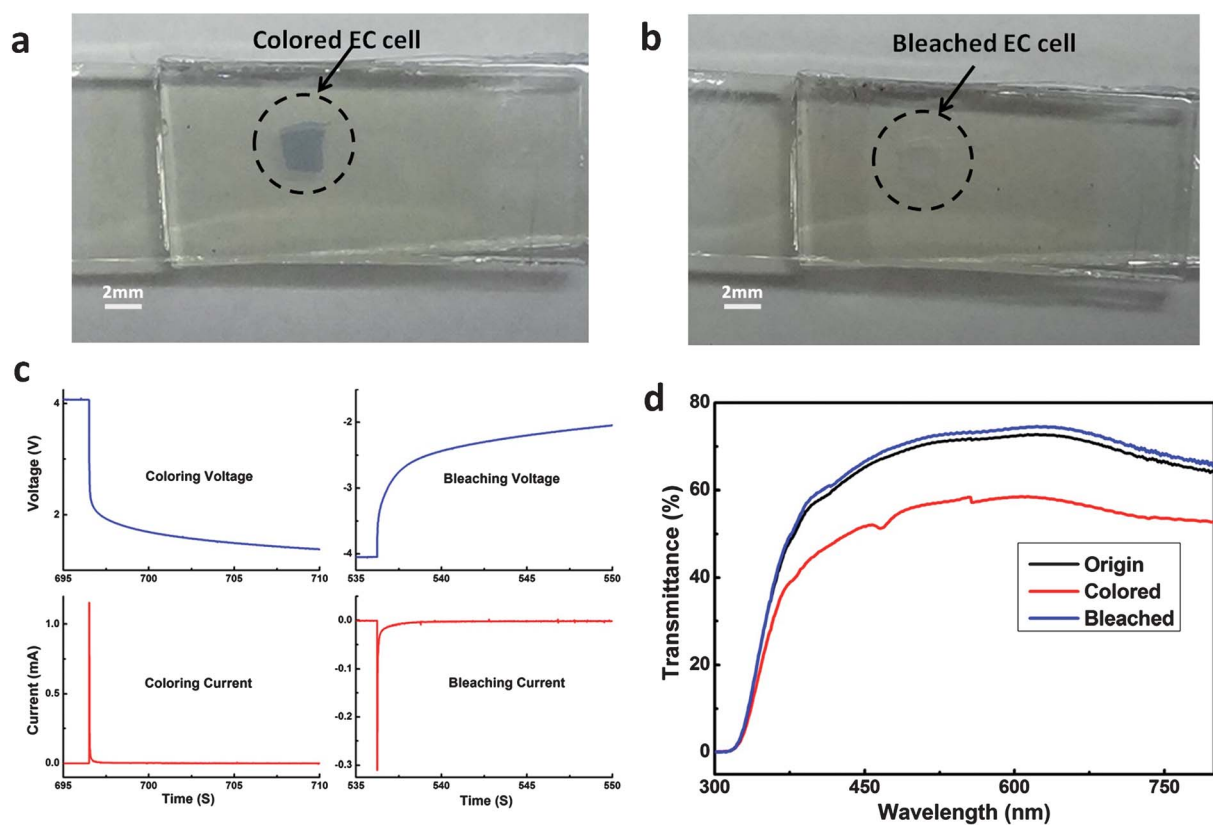 a
Colored EC cell
2mm
b
Bleached EC cell
2mm
c
Voltage (V)
4
2
Coloring Voltage
695 700 705 710
-2
-3
-4
Bleaching Voltage
535 540 545 550
Current (mA)
1.0
0.5
0.0
Coloring Current
695 700 705 710
Time (S)
0.0
-0.1
-0.2
-0.3
Bleaching Current
535 540 545 550
Time (S)
d
Transmittance (%)
80
60
40
20
0
Origin
Colored
Bleached
300 450 600 750
Wavelength (nm)